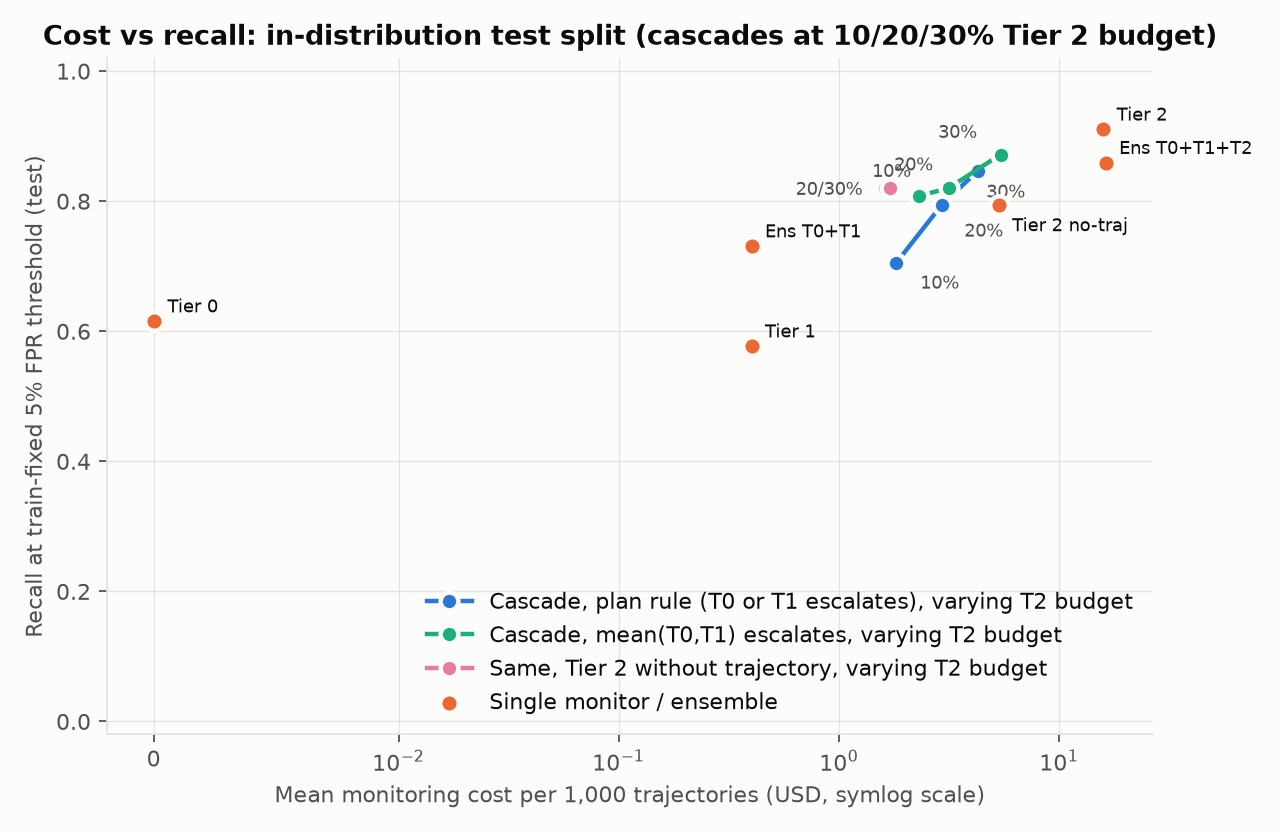 Cost vs recall: in-distribution test split (cascades at 10/20/30% Tier 2 budget)
Recall at train-fixed 5% FPR threshold (test)
1.0
0.8
0.6
0.4
0.2
0.0
Tier 2
30%
Ens T0+T1+T2
20%
10%
20/30%
30%
Tier 2 no-traj
20%
Ens T0+T1
10%
Tier 0
Tier 1
Cascade, plan rule (T0 or T1 escalates), varying T2 budget
Cascade, mean(T0,T1) escalates, varying T2 budget
Same, Tier 2 without trajectory, varying T2 budget
Single monitor / ensemble
0 10⁻² 10⁻¹ 10⁰ 10¹
Mean monitoring cost per 1,000 trajectories (USD, symlog scale)